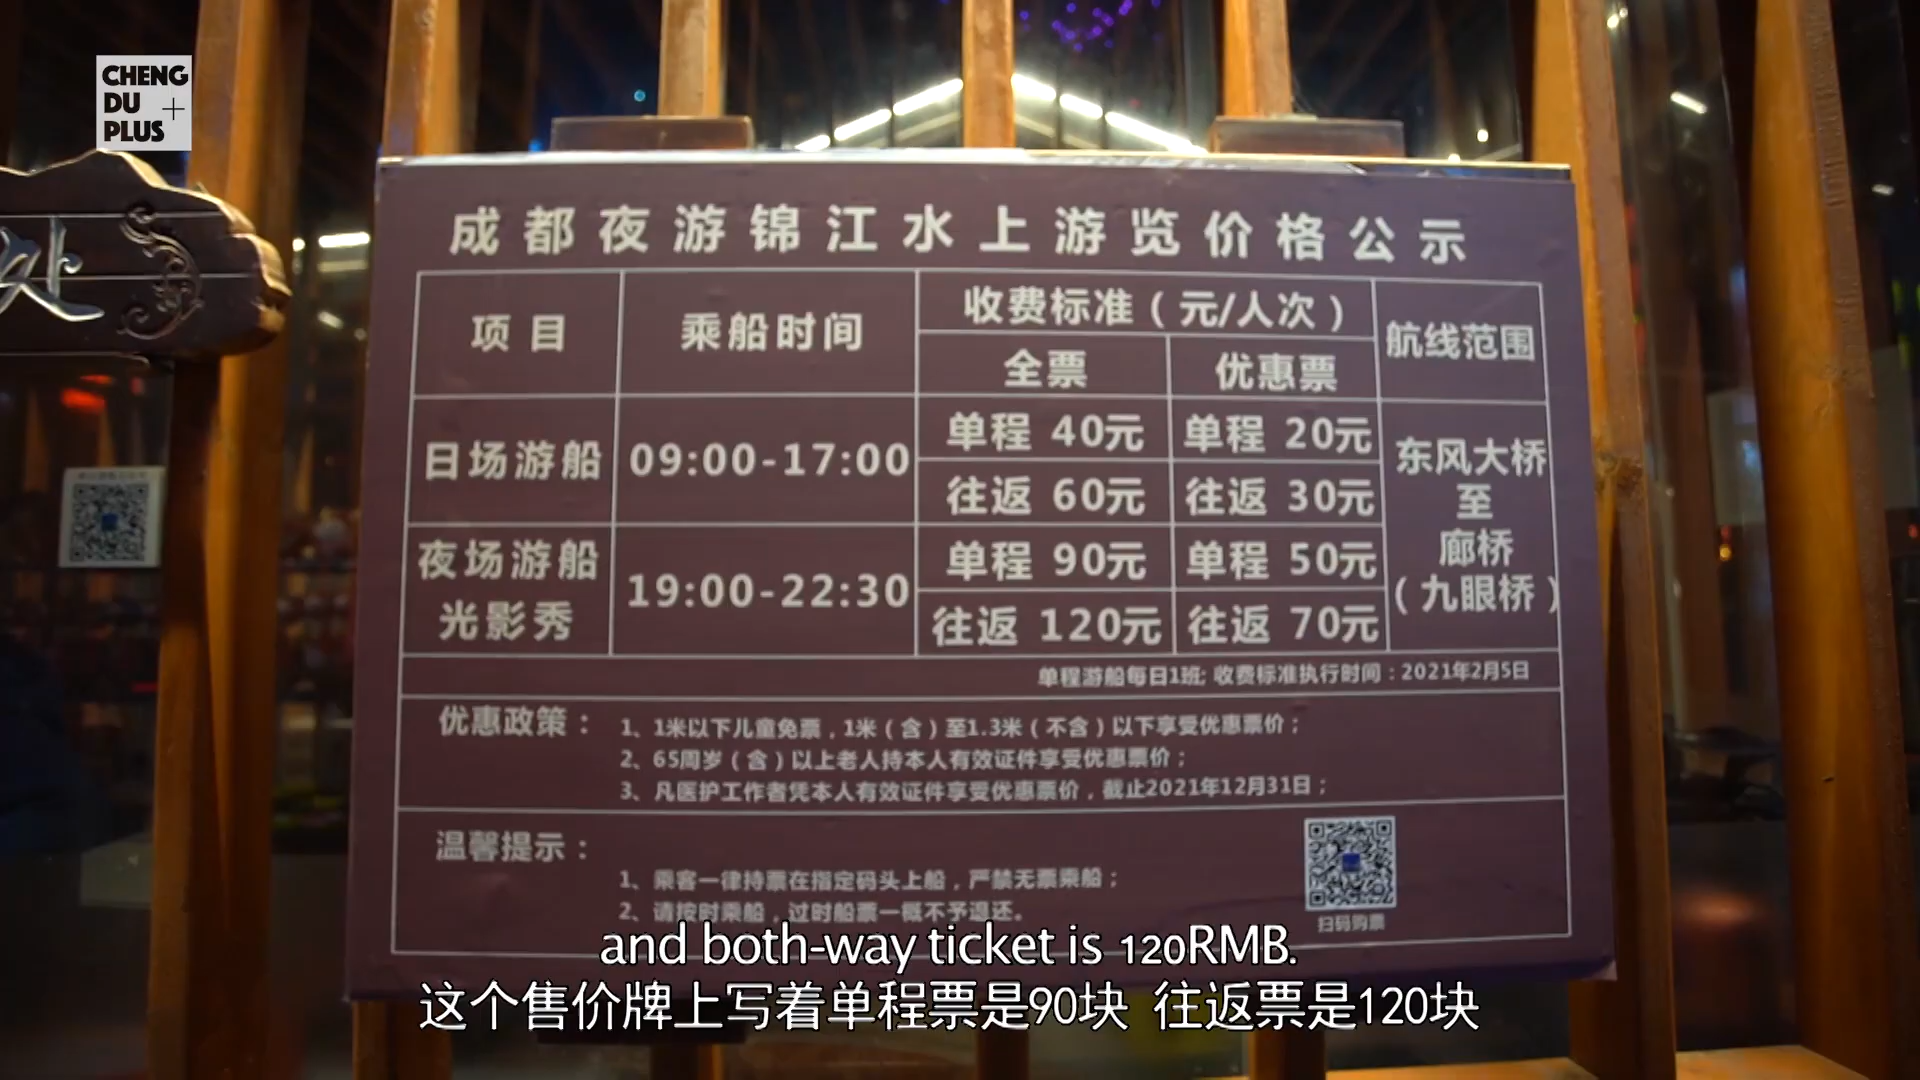 CHENG
DU
PLUS
处
成都夜游锦江水上游览价格公示
项目 乘船时间 收费标准（元/人次） 航线范围
全票 优惠票
日场游船 09:00-17:00 单程 40元 单程 20元
往返 60元 往返 30元
夜场游船
光影秀 19:00-22:30 单程 90元 单程 50元
往返 120元 往返 70元
东风大桥
至
廊桥
（九眼桥）
单程游船每日1班; 收费标准执行时间：2021年2月5日
优惠政策：
1、1米以下儿童免票，1米（含）至1.3米（不含）以下享受优惠票价；
2、65周岁（含）以上老人持本人有效证件享受优惠票价；
3、凡医护工作者凭本人有效证件享受优惠票价，截止2021年12月31日；
温馨提示：
1、乘客一律持票在指定码头上船，严禁无票乘船；
2、请按时乘船，过时船票一概不予退还。
扫码购票
and both-way ticket is 120RMB.
这个售价牌上写着单程票是90块 往返票是120块